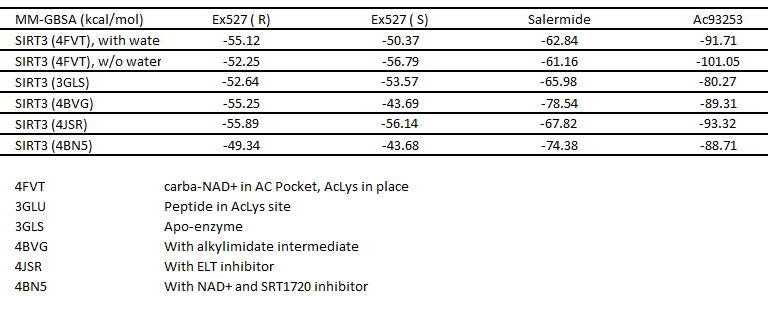 MM-GBSA (kcal/mol) Ex527 ( R) Ex527 ( S) Salermide Ac93253
SIRT3 (4FVT), with wate -55.12 -50.37 -62.84 -91.71
SIRT3 (4FVT), w/o water -52.25 -56.79 -61.16 -101.05
SIRT3 (3GLS) -52.64 -53.57 -65.98 -80.27
SIRT3 (4BVG) -55.25 -43.69 -78.54 -89.31
SIRT3 (4JSR) -55.89 -56.14 -67.82 -93.32
SIRT3 (4BN5) -49.34 -43.68 -74.38 -88.71
4FVT carba-NAD+ in AC Pocket, AcLys in place
3GLU Peptide in AcLys site
3GLS Apo-enzyme
4BVG With alkylimidate intermediate
4JSR With ELT inhibitor
4BN5 With NAD+ and SRT1720 inhibitor